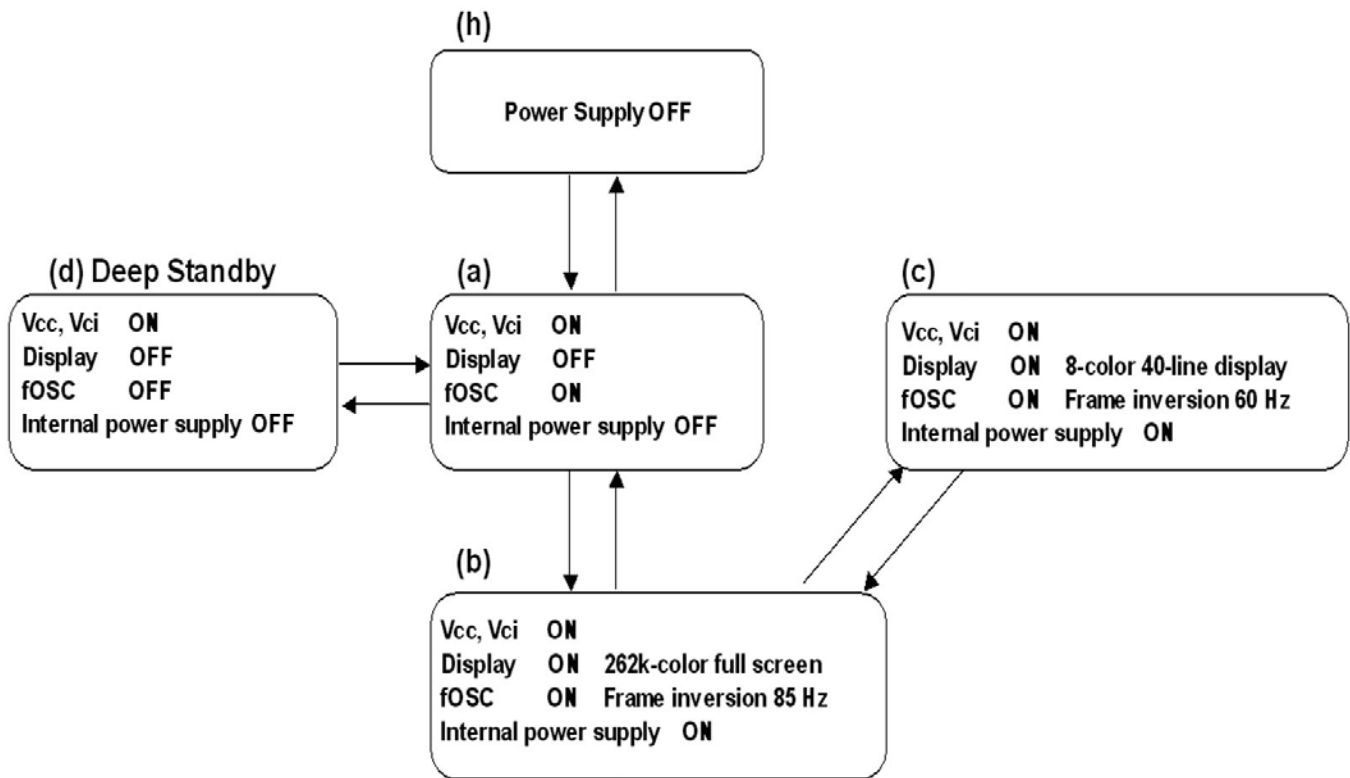 (h)
Power Supply OFF
(d) Deep Standby
Vcc, Vci ON
Display OFF
fOSC OFF
Internal power supply OFF
(a)
Vcc, Vci ON
Display OFF
fOSC ON
Internal power supply OFF
(c)
Vcc, Vci ON
Display ON 8-color 40-line display
fOSC ON Frame inversion 60 Hz
Internal power supply ON
(b)
Vcc, Vci ON
Display ON 262k-color full screen
fOSC ON Frame inversion 85 Hz
Internal power supply ON